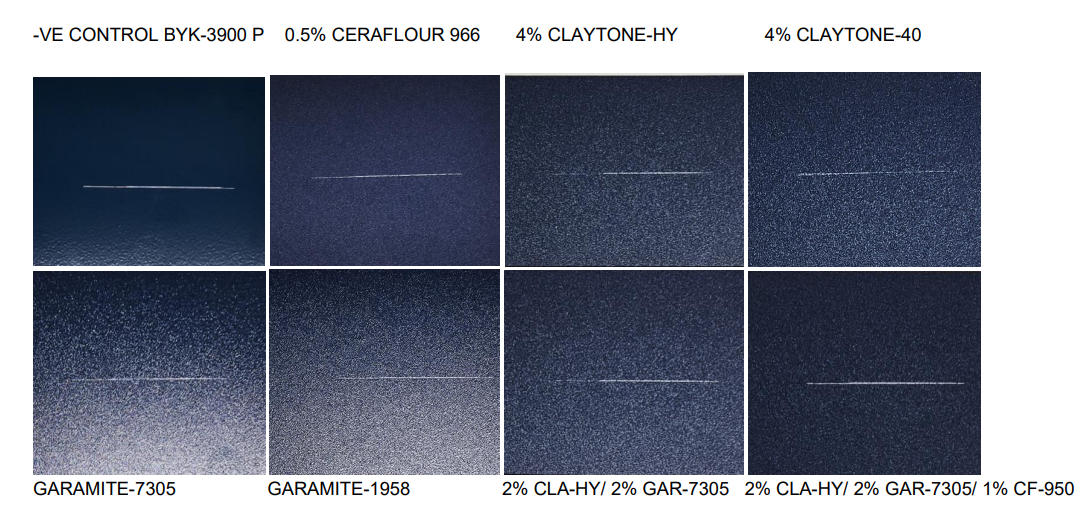 -VE CONTROL BYK-3900 P 0.5% CERAFLOUR 966 4% CLAYTONE-HY 4% CLAYTONE-40
GARAMITE-7305 GARAMITE-1958 2% CLA-HY/ 2% GAR-7305 2% CLA-HY/ 2% GAR-7305/ 1% CF-950